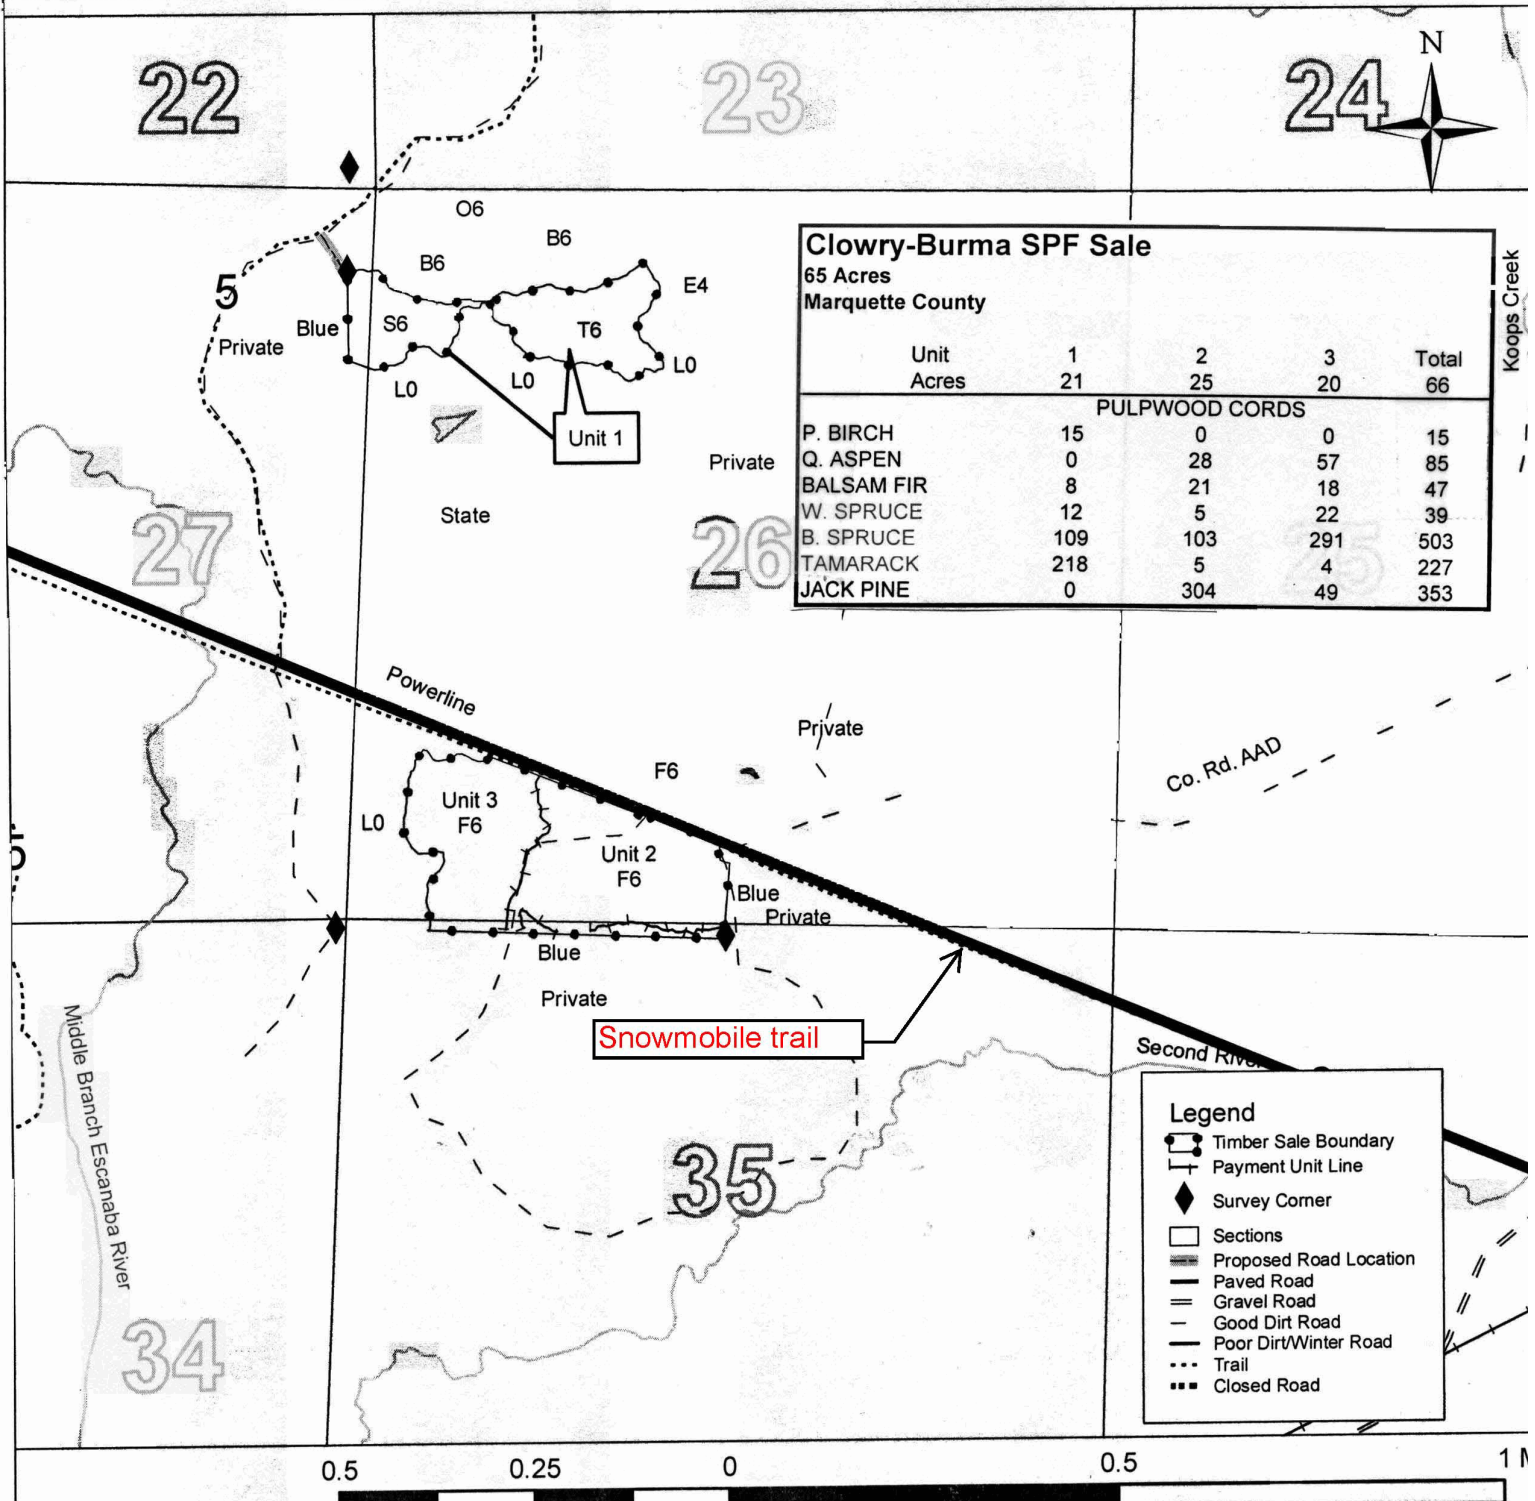 22
23
24
N
O6
B6
B6
E4
5
Blue
S6
T6
Private
L0
L0
L0
Unit 1
Clowry-Burma SPF Sale
65 Acres
Marquette County
Unit 1 2 3 Total
Acres 21 25 20 66
PULPWOOD CORDS
P. BIRCH 15 0 0 15
Q. ASPEN 0 28 57 85
BALSAM FIR 8 21 18 47
W. SPRUCE 12 5 22 39
B. SPRUCE 109 103 291 503
TAMARACK 218 5 4 227
JACK PINE 0 304 49 353
Koops Creek
Private
State
27
26
25
Powerline
Private
Co. Rd. AAD
F6
Unit 3
F6
L0
5
Unit 2
F6
Blue
Private
Blue
Private
Snowmobile trail
Second River
Middle Branch Escanaba River
35
34
Legend
Timber Sale Boundary
Payment Unit Line
Survey Corner
Sections
Proposed Road Location
Paved Road
Gravel Road
Good Dirt Road
Poor Dirt/Winter Road
Trail
Closed Road
0.5 0.25 0 0.5 1 M